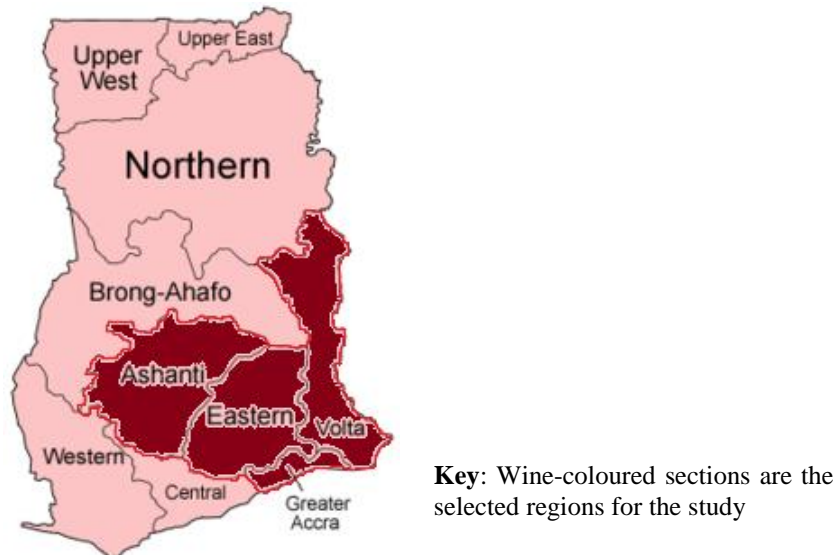 Upper East
Upper
West
Northern
Brong-Ahafo
Ashanti
Eastern
Volta
Western
Central
Greater
Accra
Key: Wine-coloured sections are the
selected regions for the study